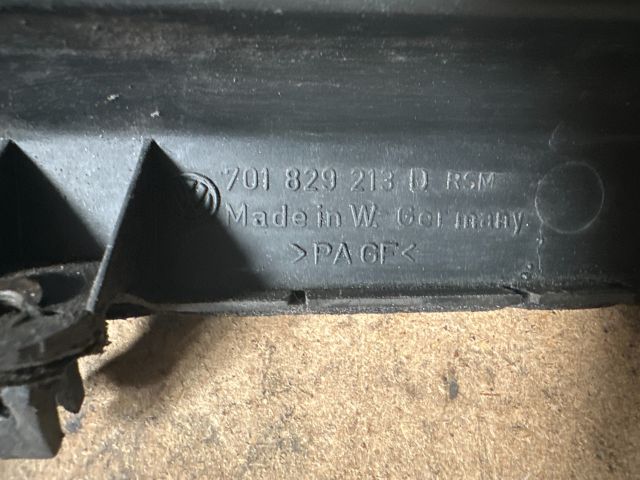 701 829 213 D RSM
Made in W. Germany.
>PA GF<